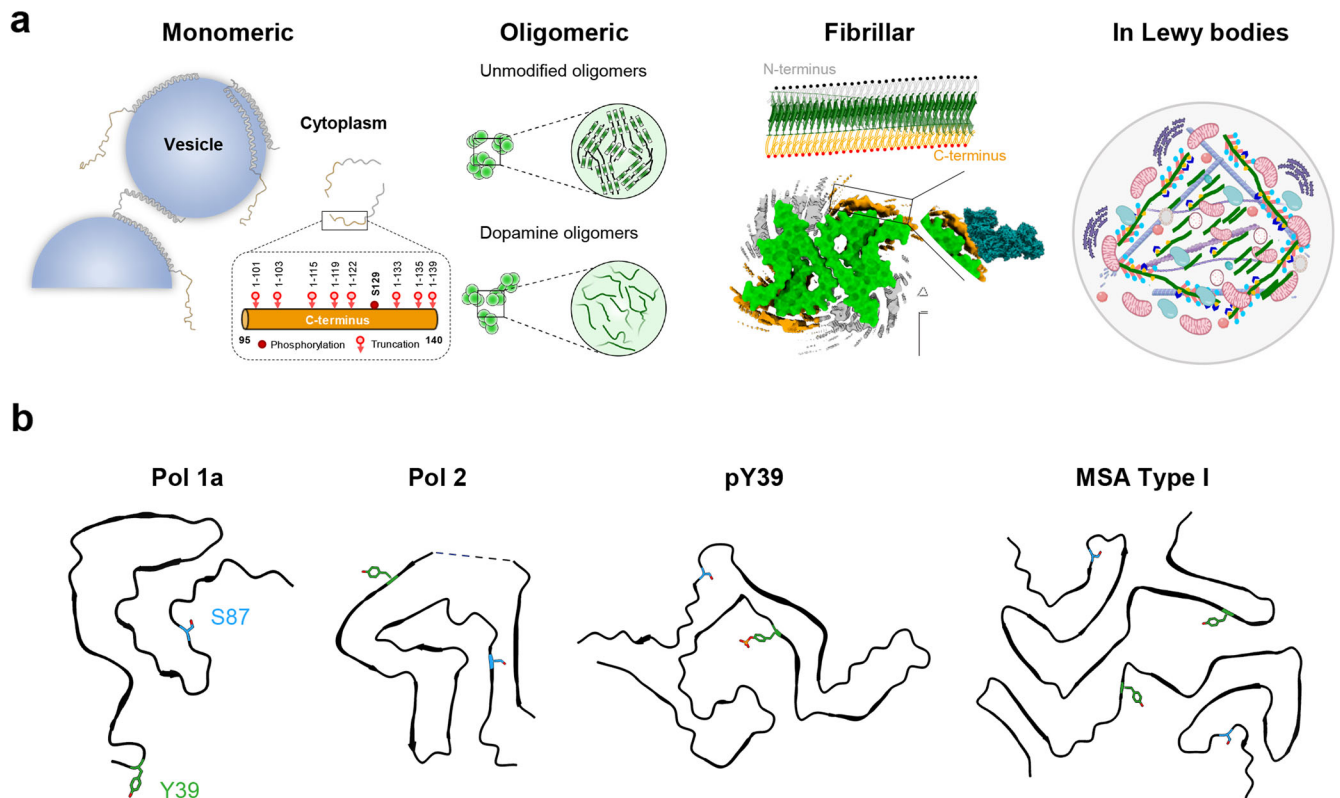 a
Monomeric
Oligomeric
Fibrillar
In Lewy bodies
Unmodified oligomers
N-terminus
Cytoplasm
Vesicle
C-terminus
Dopamine oligomers
1-101
1-103
1-115
1-119
1-122
S129
1-133
1-135
1-139
C-terminus
95
Phosphorylation
Truncation
140
b
Pol 1a
Pol 2
pY39
MSA Type I
S87
Y39